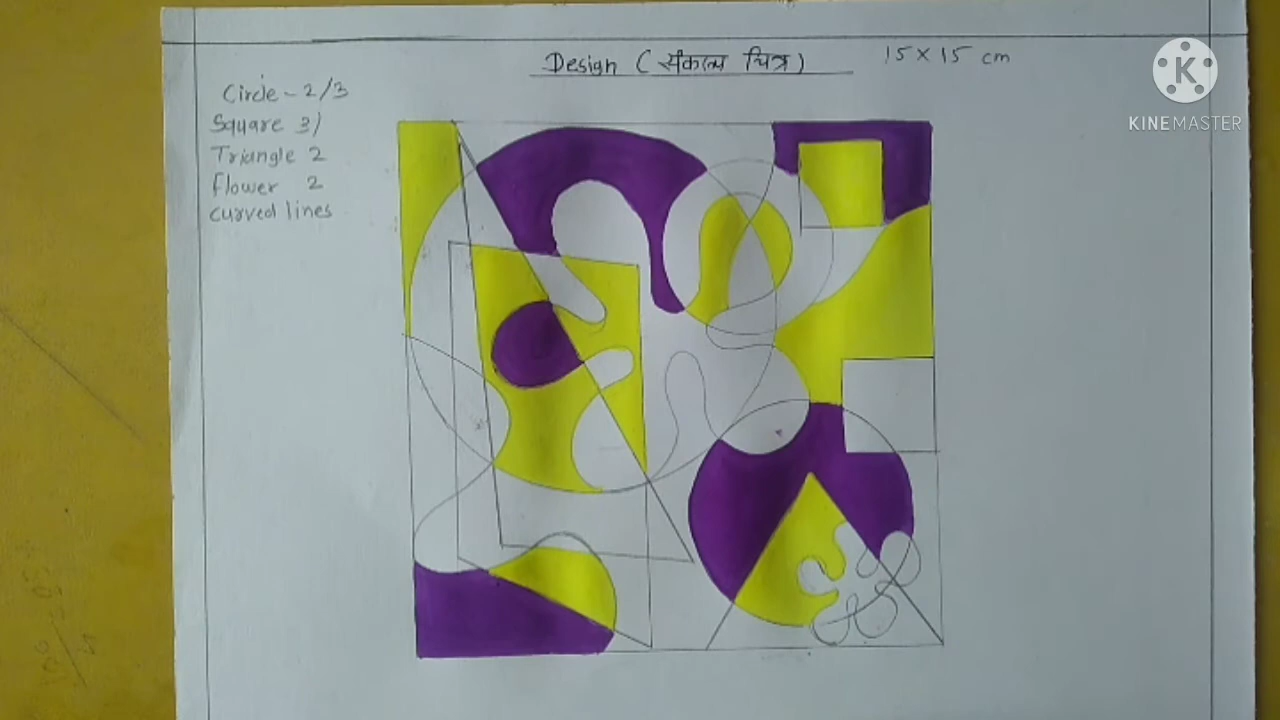 Design (संकल्प चित्र)
15 X 15 cm
K
KINEMASTER
Circle - 2/3
Square 3/
Triangle 2
flower 2
curved lines